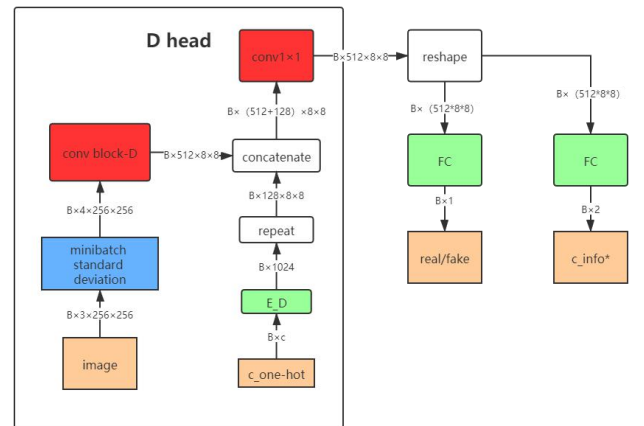 D head
conv1×1
B×512×8×8
reshape
B× (512+128) ×8×8
B× (512*8*8)
B× (512*8*8)
conv block-D
B×512×8×8
concatenate
FC
FC
B×4×256×256
B×128×8×8
B×1
B×2
repeat
minibatch
standard
deviation
real/fake
c_info*
B×1024
B×3×256×256
E_D
B×c
image
c_one-hot